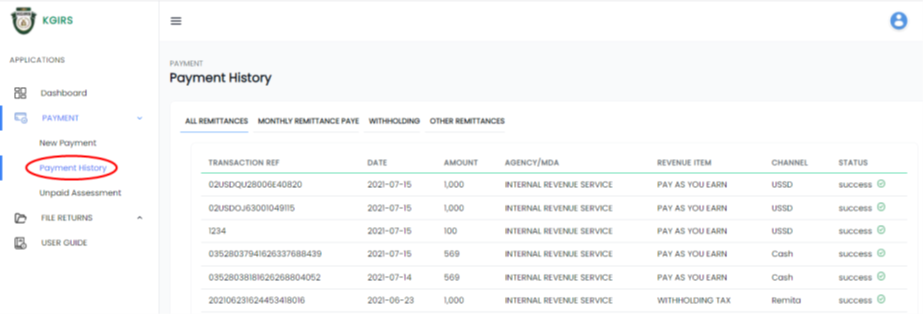 KGIRS
APPLICATIONS
Dashboard
PAYMENT
New Payment
Payment History
Unpaid Assessment
FILE RETURNS
USER GUIDE
PAYMENT
Payment History
ALL REMITTANCES MONTHLY REMITTANCE PAYE WITHHOLDING OTHER REMITTANCES
TRANSACTION REF DATE AMOUNT AGENCY/MDA REVENUE ITEM CHANNEL STATUS
02USDQU28006E40820 2021-07-15 1,000 INTERNAL REVENUE SERVICE PAY AS YOU EARN USSD success
02USDOJ63001049115 2021-07-15 1,000 INTERNAL REVENUE SERVICE PAY AS YOU EARN USSD success
1234 2021-07-15 100 INTERNAL REVENUE SERVICE PAY AS YOU EARN USSD success
03528037941626337688439 2021-07-15 569 INTERNAL REVENUE SERVICE PAY AS YOU EARN Cash success
03528038181626268804052 2021-07-14 569 INTERNAL REVENUE SERVICE PAY AS YOU EARN Cash success
202106231624453418016 2021-06-23 1,000 INTERNAL REVENUE SERVICE WITHHOLDING TAX Remita success